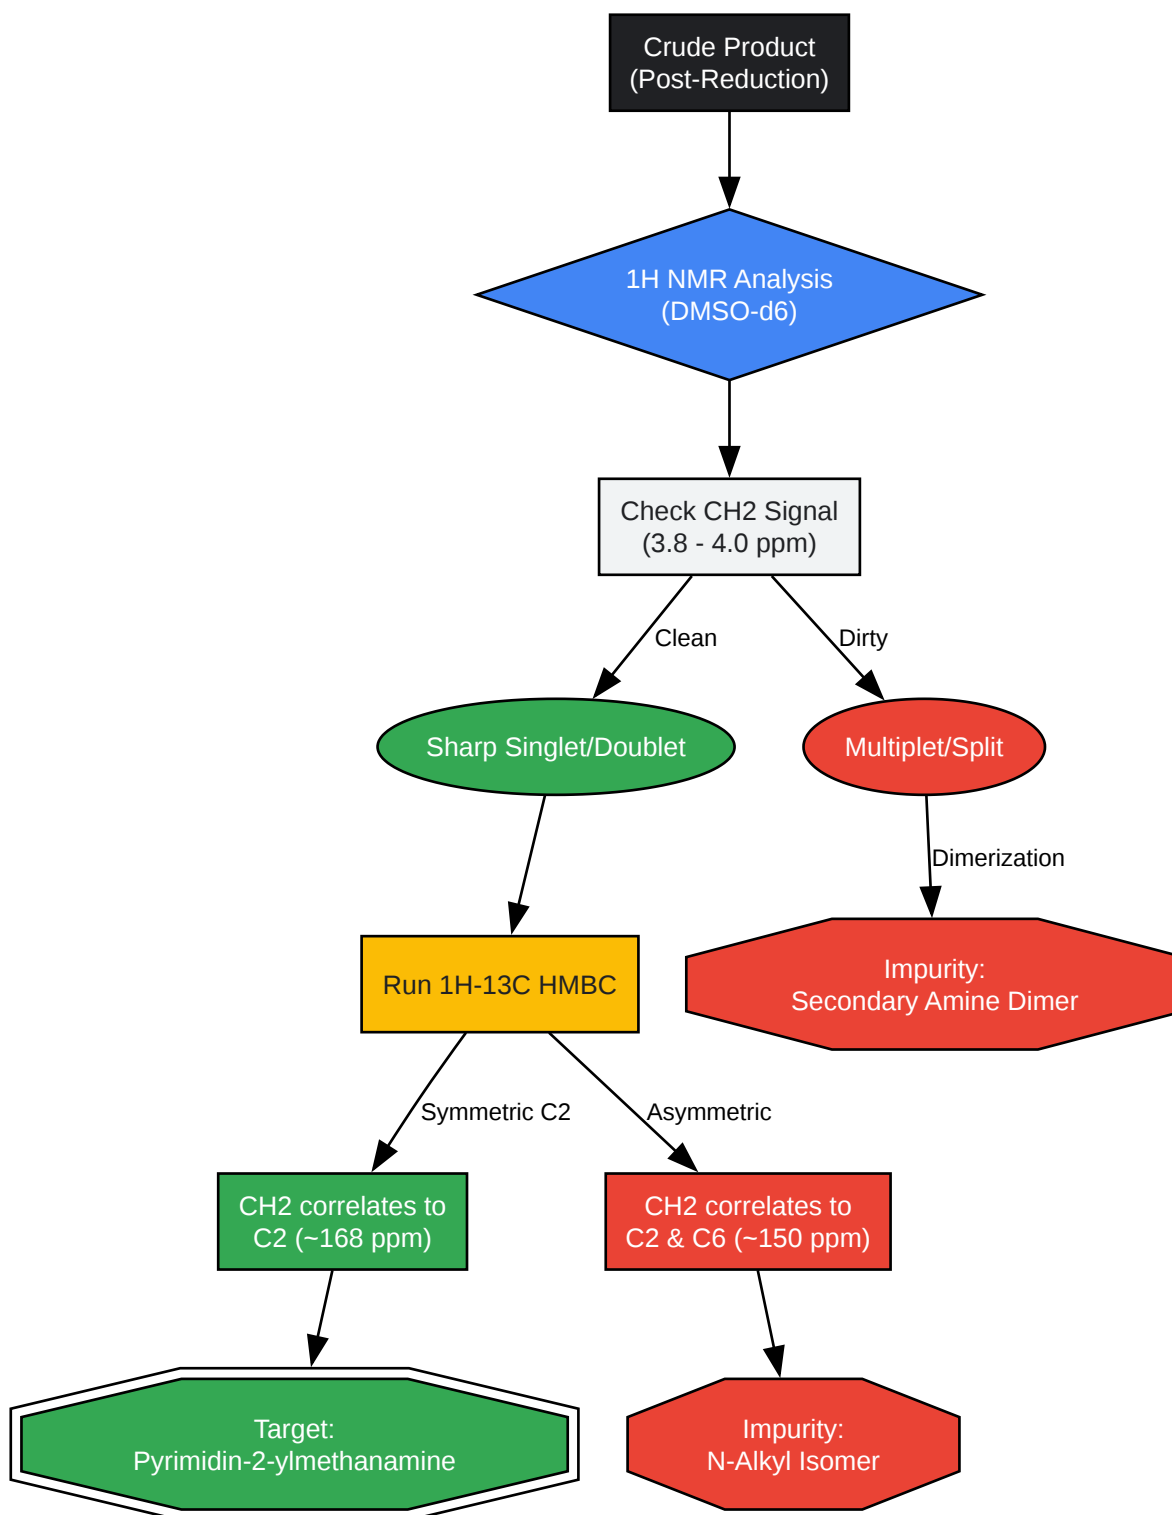 Crude Product
(Post-Reduction)
1H NMR Analysis
(DMSO-d6)
Check CH2 Signal
(3.8 - 4.0 ppm)
Clean
Dirty
Sharp Singlet/Doublet
Multiplet/Split
Dimerization
Run 1H-13C HMBC
Impurity:
Secondary Amine Dimer
Symmetric C2
Asymmetric
CH2 correlates to
C2 (~168 ppm)
CH2 correlates to
C2 & C6 (~150 ppm)
Target:
Pyrimidin-2-ylmethanamine
Impurity:
N-Alkyl Isomer